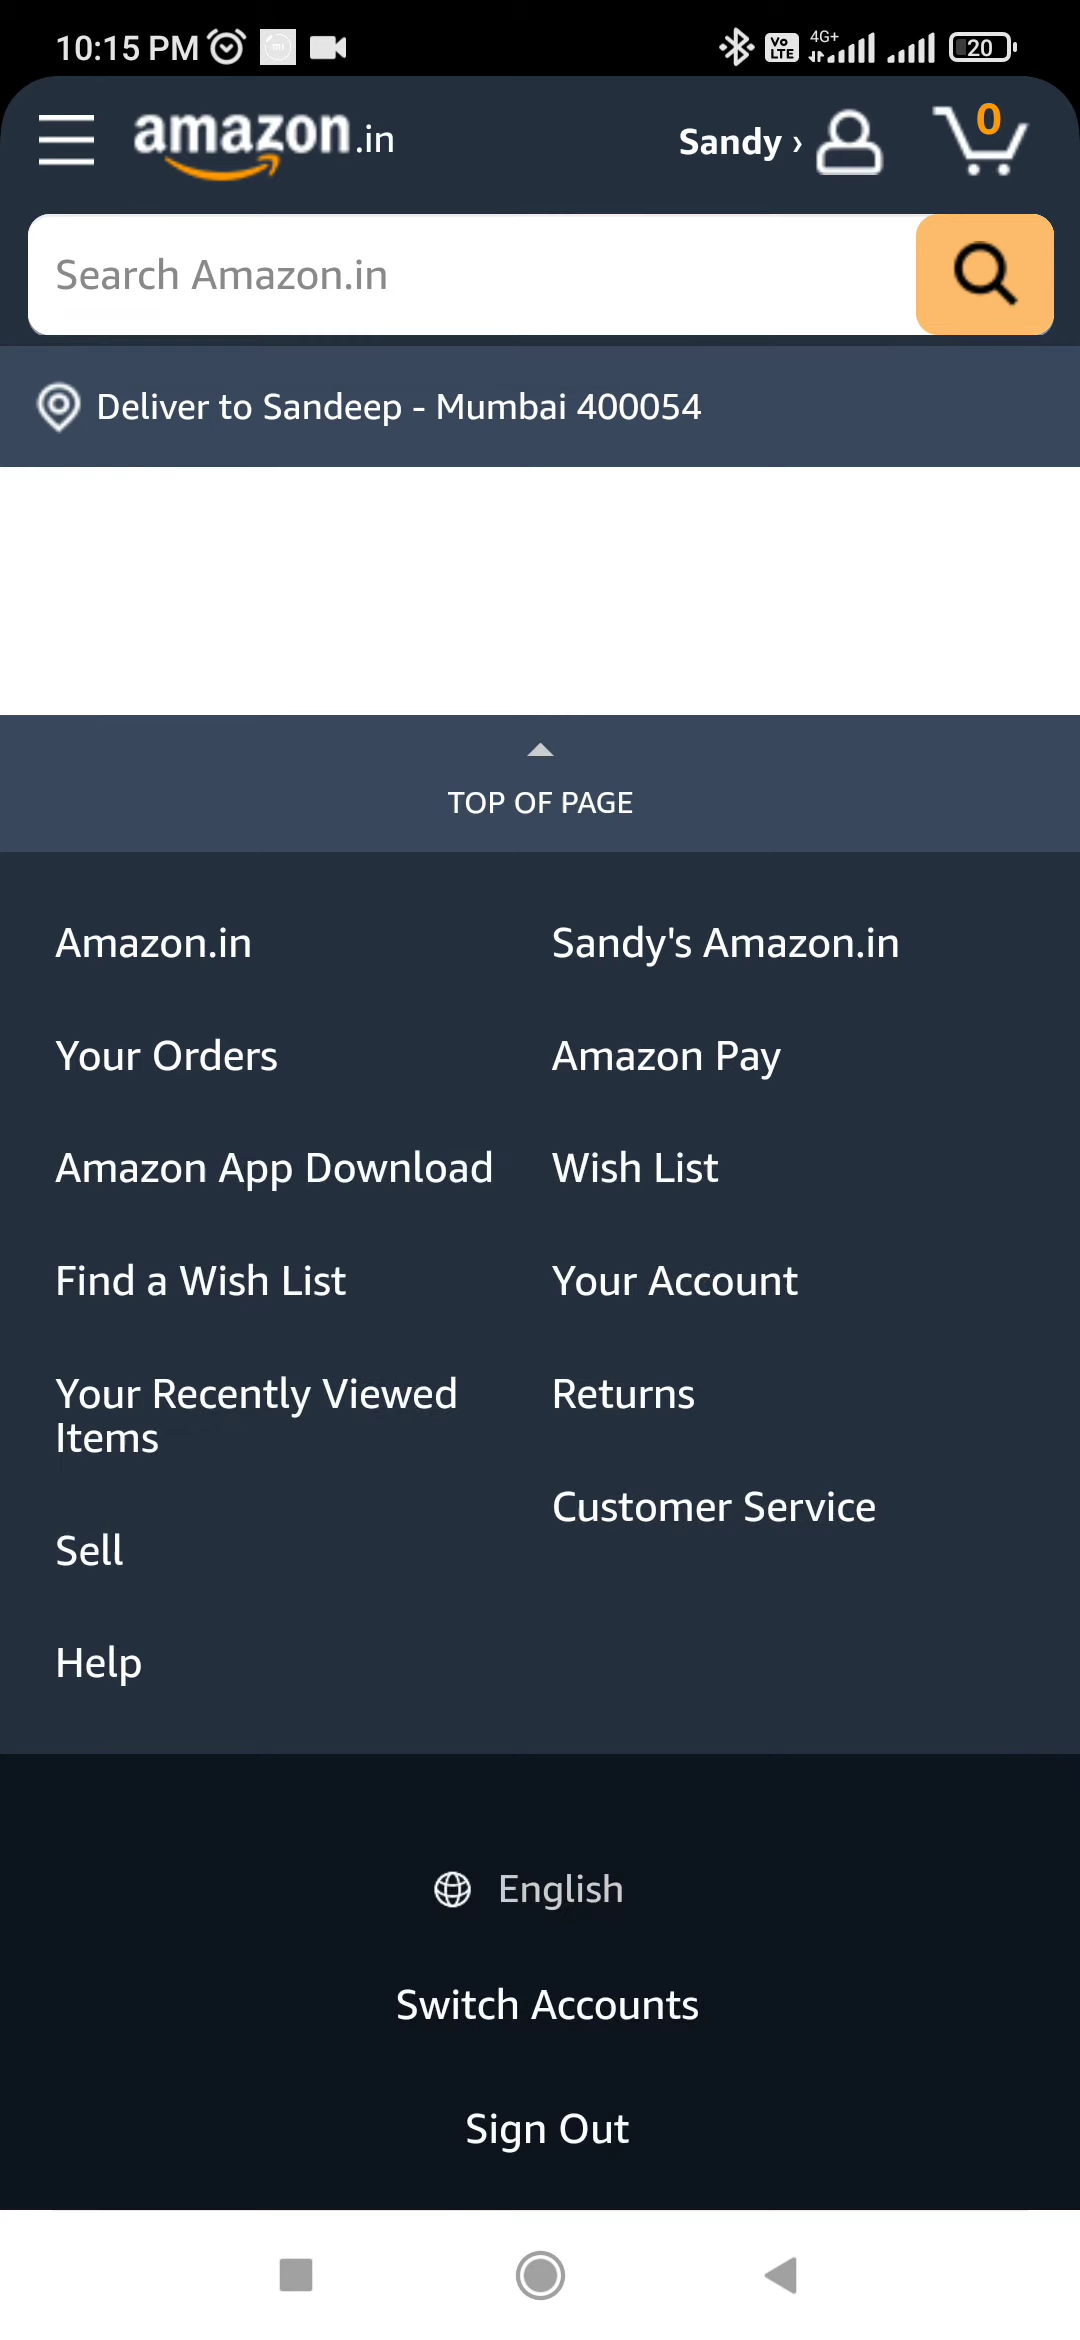 10:15 PM
Vo LTE 4G+ 20
amazon.in
Sandy ›
0
Search Amazon.in
Deliver to Sandeep - Mumbai 400054
TOP OF PAGE
Amazon.in
Sandy's Amazon.in
Your Orders
Amazon Pay
Amazon App Download
Wish List
Find a Wish List
Your Account
Your Recently Viewed
Items
Returns
Customer Service
Sell
Help
English
Switch Accounts
Sign Out